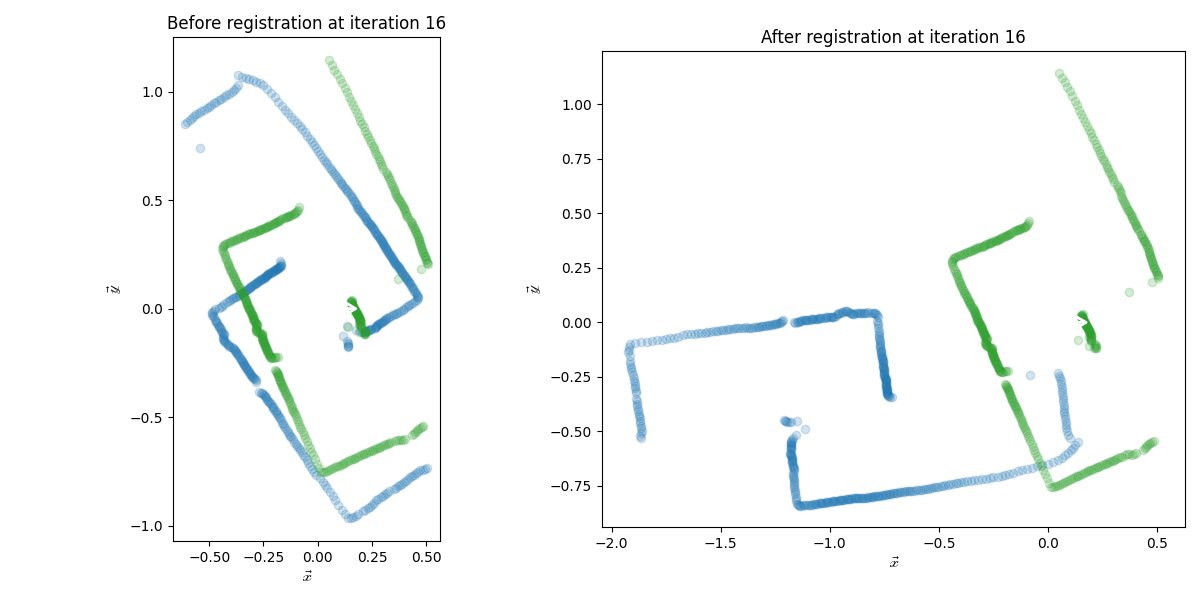 Before registration at iteration 16
1.0
0.5
0.0
−0.5
−1.0
−0.50 −0.25 0.00 0.25 0.50
x⃗
y⃗
After registration at iteration 16
1.00
0.75
0.50
0.25
0.00
−0.25
−0.50
−0.75
−2.0 −1.5 −1.0 −0.5 0.0 0.5
x⃗
y⃗